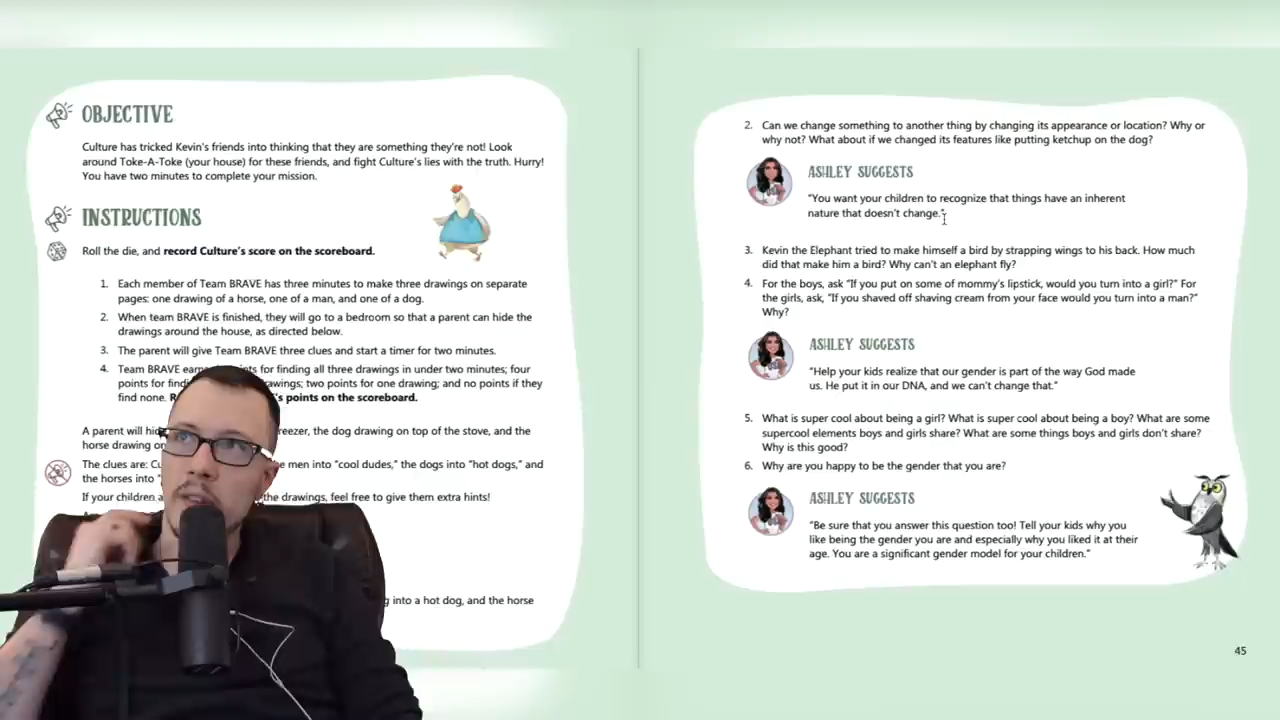 OBJECTIVE
Culture has tricked Kevin's friends into thinking that they are something they're not! Look
around Toke-A-Toke (your house) for these friends, and fight Culture's lies with the truth. Hurry!
You have two minutes to complete your mission.
INSTRUCTIONS
Roll the die, and record Culture's score on the scoreboard.
1. Each member of Team BRAVE has three minutes to make three drawings on separate
pages: one drawing of a horse, one of a man, and one of a dog.
2. When team BRAVE is finished, they will go to a bedroom so that a parent can hide the
drawings around the house, as directed below.
3. The parent will give Team BRAVE three clues and start a timer for two minutes.
4. Team BRAVE for finding all three drawings in under two minutes; four
points for drawings; two points for one drawing; and no points if they
find none. points on the scoreboard.
A parent will the dog drawing on top of the stove, and the
horse drawing
The clues are: men into "cool dudes," the dogs into "hot dogs," and
the horses into
If your children the drawings, feel free to give them extra hints!
into a hot dog, and the horse
2. Can we change something to another thing by changing its appearance or location? Why or
why not? What about if we changed its features like putting ketchup on the dog?
ASHLEY SUGGESTS
"You want your children to recognize that things have an inherent
nature that doesn't change."
3. Kevin the Elephant tried to make himself a bird by strapping wings to his back. How much
did that make him a bird? Why can't an elephant fly?
4. For the boys, ask "If you put on some of mommy's lipstick, would you turn into a girl?" For
the girls, ask, "If you shaved off shaving cream from your face would you turn into a man?"
Why?
ASHLEY SUGGESTS
"Help your kids realize that our gender is part of the way God made
us. He put it in our DNA, and we can't change that."
5. What is super cool about being a girl? What is super cool about being a boy? What are some
supercool elements boys and girls share? What are some things boys and girls don't share?
Why is this good?
6. Why are you happy to be the gender that you are?
ASHLEY SUGGESTS
"Be sure that you answer this question too! Tell your kids why you
like being the gender you are and especially why you liked it at their
age. You are a significant gender model for your children."
45